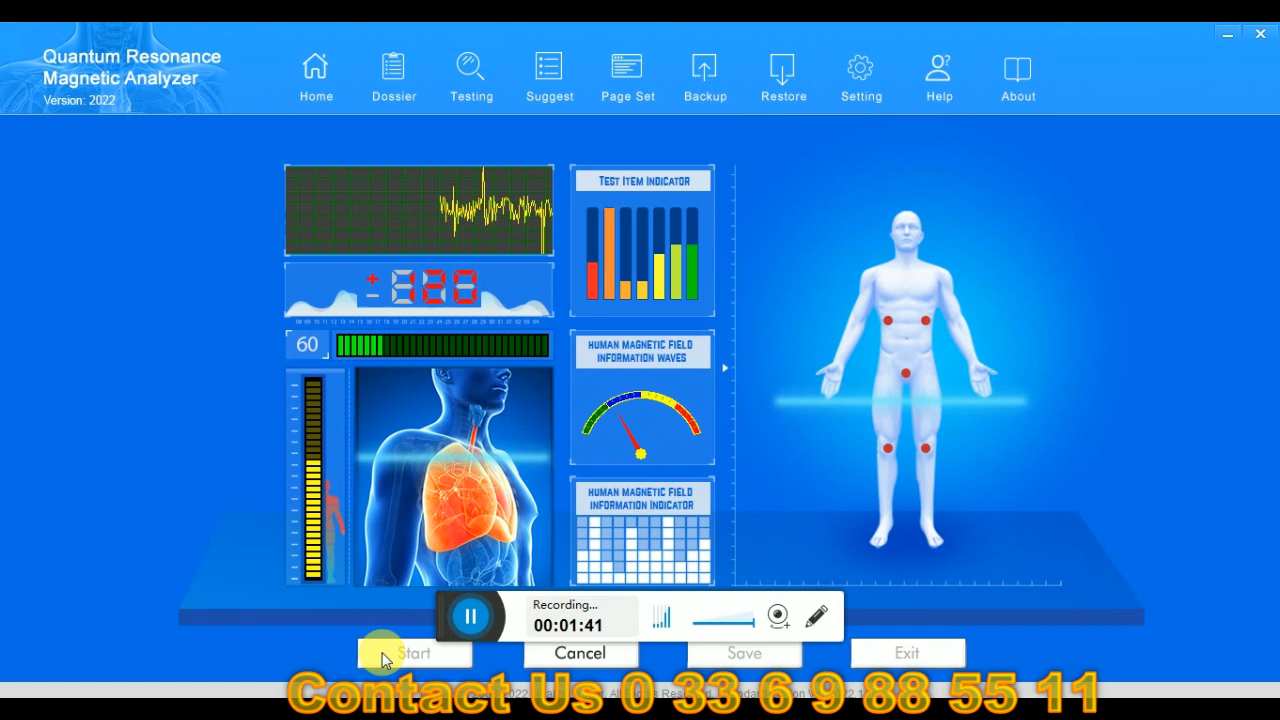 Quantum Resonance
Magnetic Analyzer
Version: 2022
Home
Dossier
Testing
Suggest
Page Set
Backup
Restore
Setting
Help
About
TEST ITEM INDICATOR
+
-
120
60
HUMAN MAGNETIC FIELD
INFORMATION WAVES
HUMAN MAGNETIC FIELD
INFORMATION INDICATOR
Recording...
00:01:41
Start
Cancel
Save
Exit
Contact Us 0 33 6 9 88 55 11